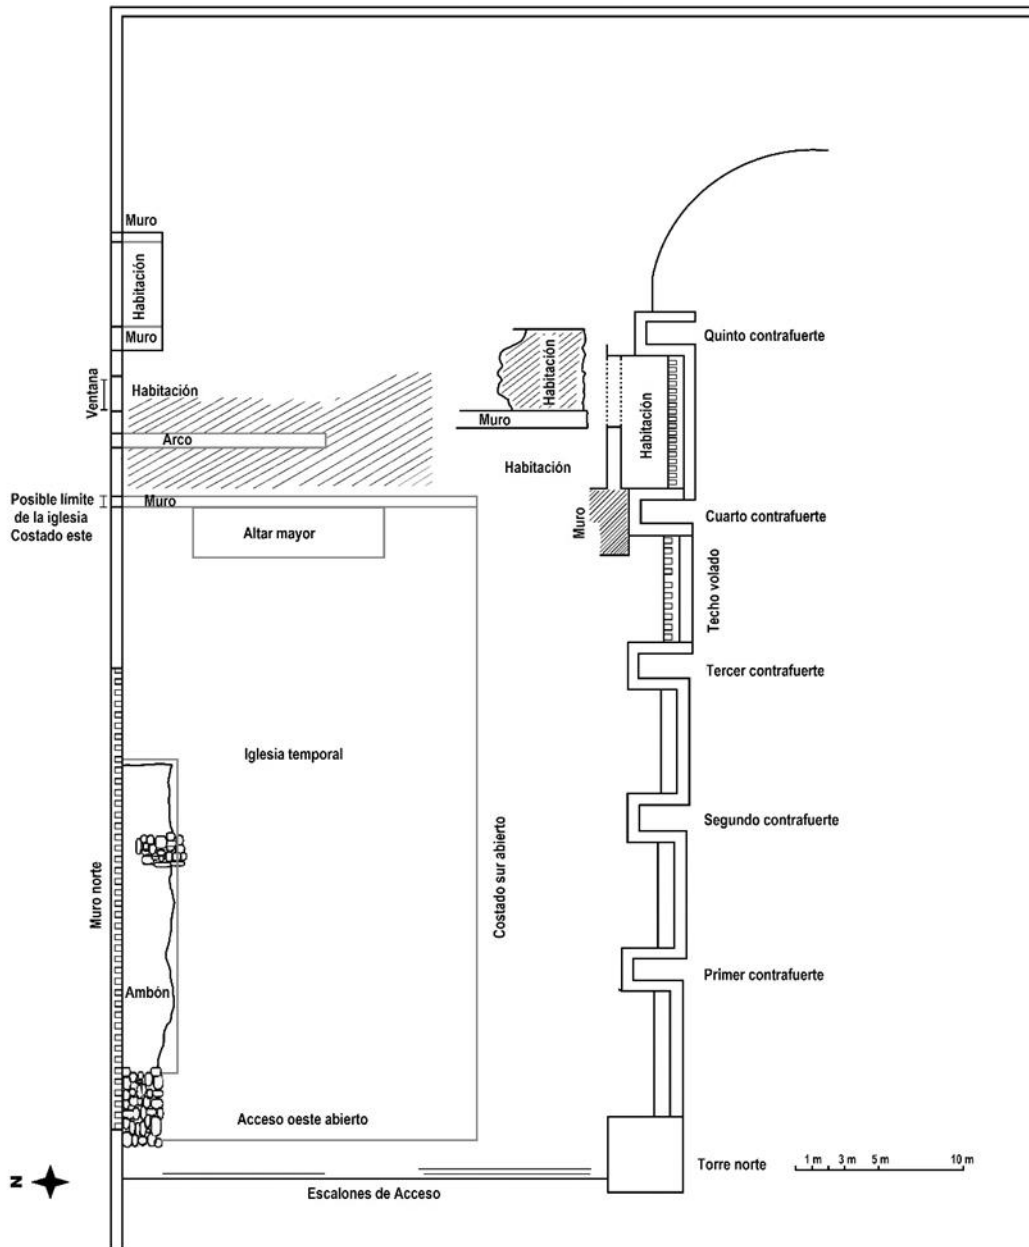 Muro
Habitación
Muro
Quinto contrafuerte
Ventana
Habitación
Habitación
Habitación
Muro
Arco
Habitación
Posible límite
de la iglesia
Costado este
Muro
Altar mayor
Muro
Cuarto contrafuerte
Techo volado
Tercer contrafuerte
Iglesia temporal
Segundo contrafuerte
Muro norte
Costado sur abierto
Primer contrafuerte
Ambón
Acceso oeste abierto
Torre norte
1 m 3 m 5 m 10 m
N
Escalones de Acceso